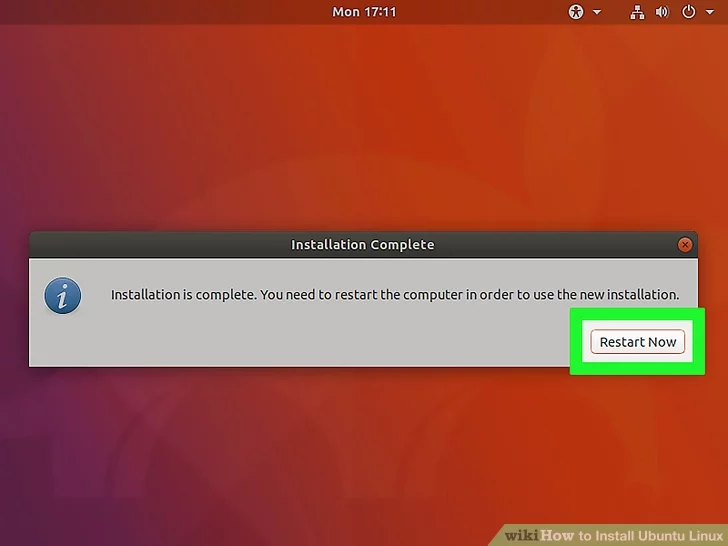 Mon 17:11
Installation Complete
Installation is complete. You need to restart the computer in order to use the new installation.
Restart Now
wikiHow to Install Ubuntu Linux